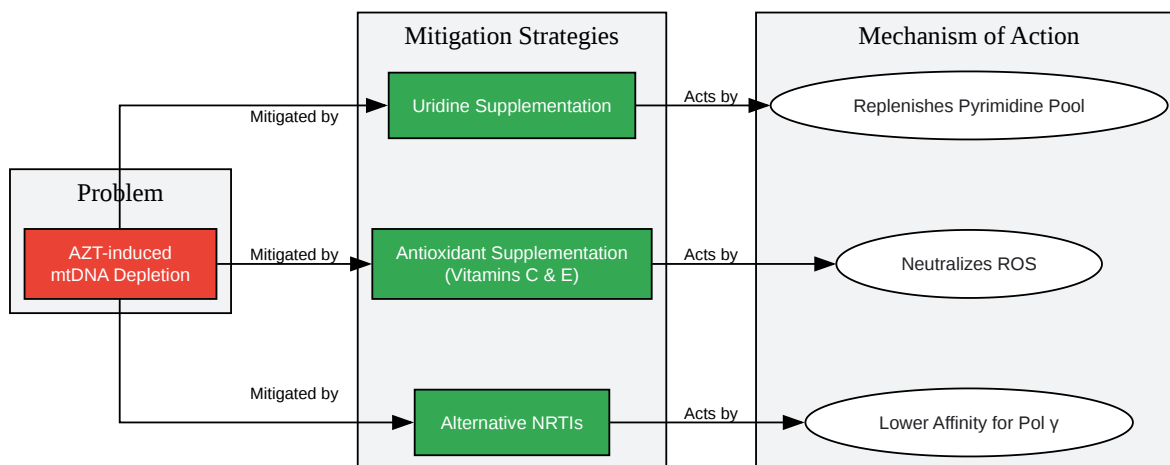 Mitigation Strategies
Mechanism of Action
Uridine Supplementation
Acts by
Replenishes Pyrimidine Pool
Mitigated by
Problem
AZT-induced
mtDNA Depletion
Mitigated by
Antioxidant Supplementation
(Vitamins C & E)
Acts by
Neutralizes ROS
Mitigated by
Alternative NRTIs
Acts by
Lower Affinity for Pol γ